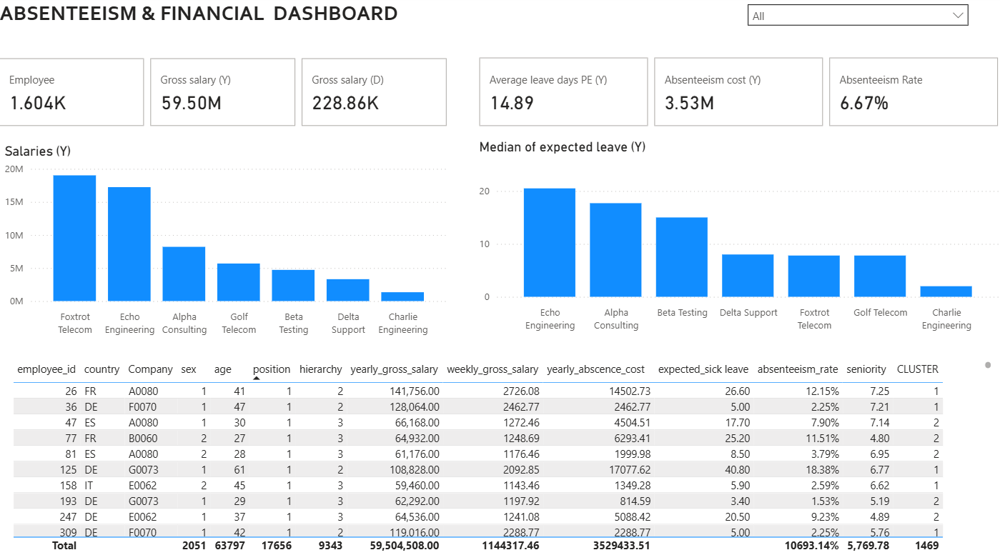 ABSENTEEISM & FINANCIAL DASHBOARD
All
Employee
1.604K
Gross salary (Y)
59.50M
Gross salary (D)
228.86K
Average leave days PE (Y)
14.89
Absenteeism cost (Y)
3.53M
Absenteeism Rate
6.67%
Salaries (Y)
20M
15M
10M
5M
0M
Foxtrot Telecom
Echo Engineering
Alpha Consulting
Golf Telecom
Beta Testing
Delta Support
Charlie Engineering
Median of expected leave (Y)
20
10
0
Echo Engineering
Alpha Consulting
Beta Testing
Delta Support
Foxtrot Telecom
Golf Telecom
Charlie Engineering
employee_id country Company sex age position hierarchy yearly_gross_salary weekly_gross_salary yearly_abscence_cost expected_sick leave absenteeism_rate seniority CLUSTER
26 FR A0080 1 41 1 2 141,756.00 2726.08 14502.73 26.60 12.15% 7.25 1
36 DE F0070 1 47 1 2 128,064.00 2462.77 2462.77 5.00 2.25% 7.21 1
47 ES A0080 1 30 1 3 66,168.00 1272.46 4504.51 17.70 7.90% 7.14 2
77 FR B0060 2 27 1 3 64,932.00 1248.69 6293.41 25.20 11.51% 4.80 2
81 ES A0080 2 28 1 3 61,176.00 1176.46 1999.98 8.50 3.79% 6.95 2
125 DE G0073 1 61 1 2 108,828.00 2092.85 17077.62 40.80 18.38% 6.77 1
158 IT E0062 2 45 1 3 59,460.00 1143.46 1349.28 5.90 2.59% 6.62 1
193 DE G0073 1 29 1 3 62,292.00 1197.92 814.59 3.40 1.53% 5.19 2
247 DE E0062 1 37 1 3 64,536.00 1241.08 5088.42 20.50 9.23% 4.89 2
309 DE F0070 1 42 1 2 119,016.00 2288.77 2288.77 5.00 2.25% 5.76 1
Total 2051 63797 17656 9343 59,504,508.00 1144317.46 3529433.51 10693.14% 5,769.78 1469